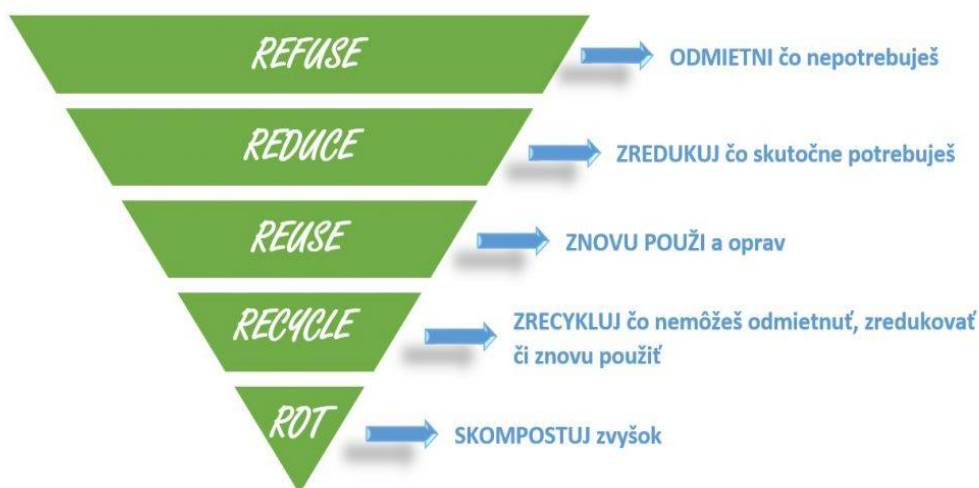 REFUSE
ODMIETNI čo nepotrebuješ
REDUCE
ZREDUKUJ čo skutočne potrebuješ
REUSE
ZNOVU POUŽI a oprav
RECYCLE
ZRECYKLUJ čo nemôžeš odmietnuť, zredukovať
či znovu použiť
ROT
SKOMPOSTUJ zvyšok